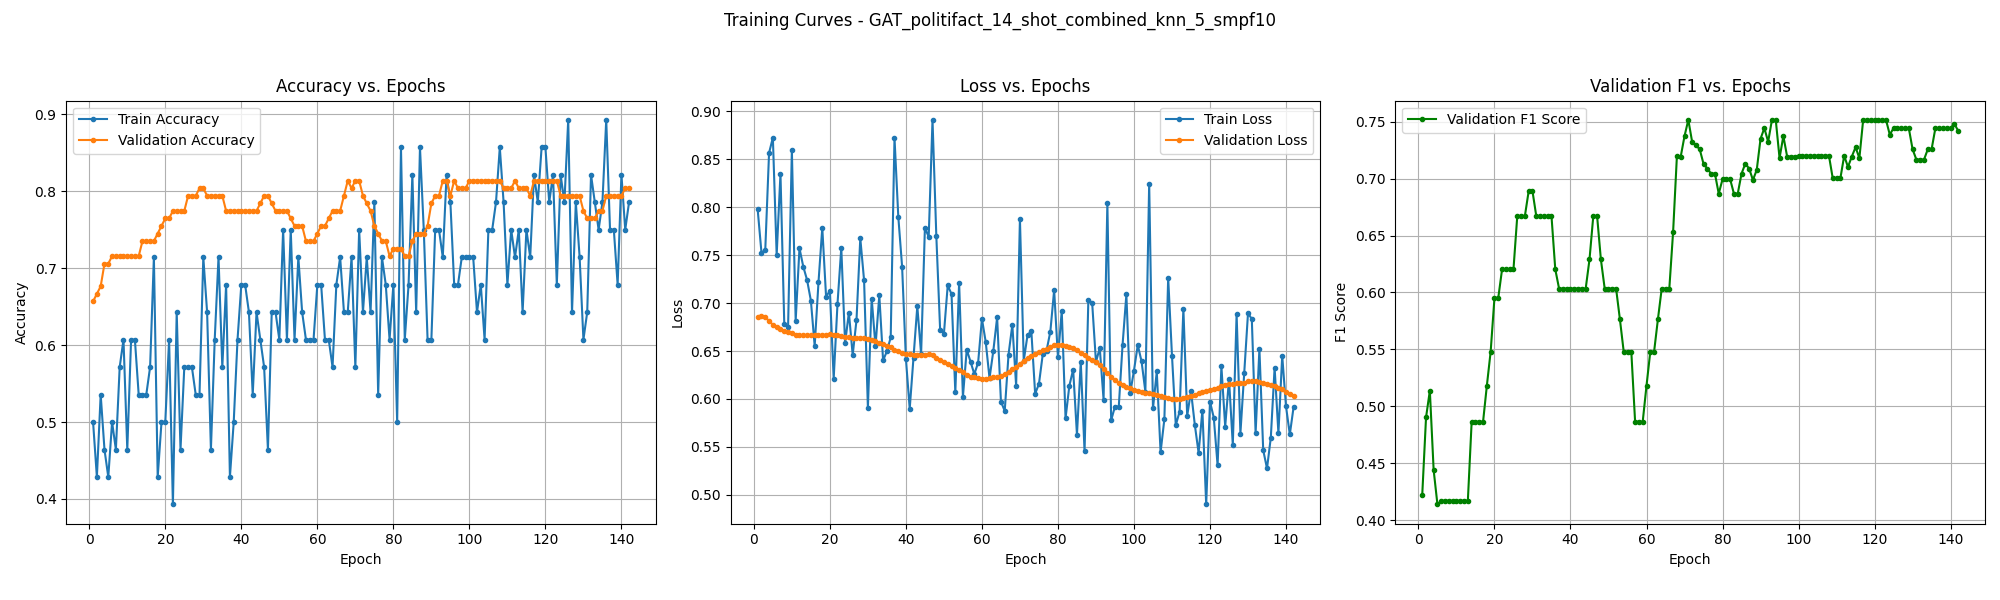 Training Curves - GAT_politifact_14_shot_combined_knn_5_smpf10
Accuracy vs. Epochs
Train Accuracy
Validation Accuracy
0.9
0.8
0.7
0.6
0.5
0.4
Accuracy
0 20 40 60 80 100 120 140
Epoch
Loss vs. Epochs
Train Loss
Validation Loss
0.90
0.85
0.80
0.75
0.70
0.65
0.60
0.55
0.50
Loss
0 20 40 60 80 100 120 140
Epoch
Validation F1 vs. Epochs
Validation F1 Score
0.75
0.70
0.65
0.60
0.55
0.50
0.45
0.40
F1 Score
0 20 40 60 80 100 120 140
Epoch